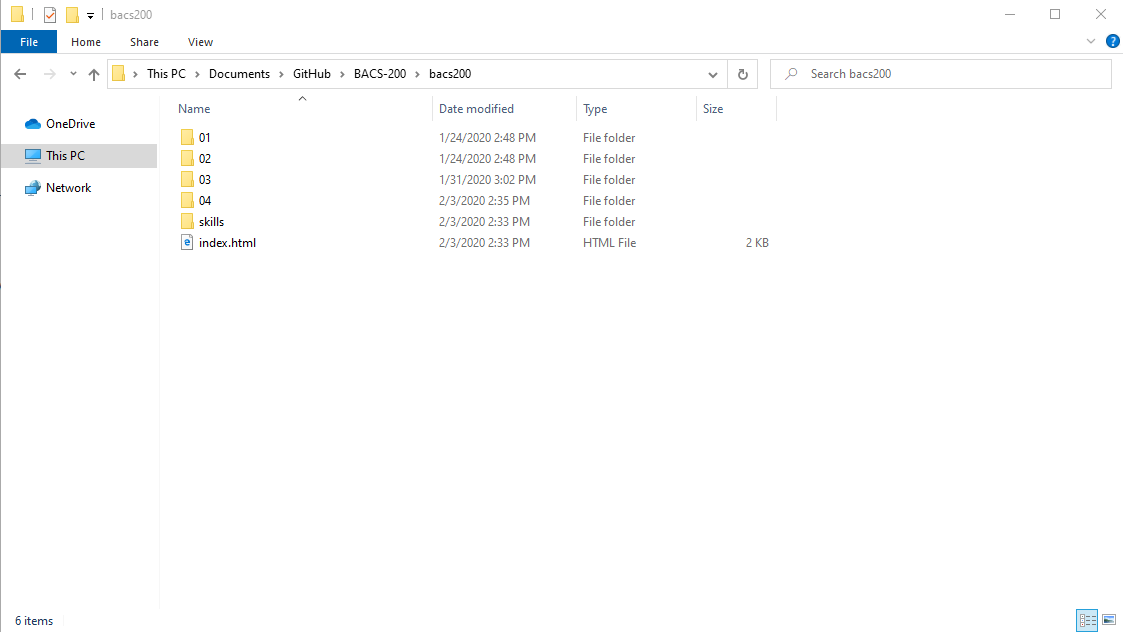 bacs200
File Home Share View
This PC Documents GitHub BACS-200 bacs200 Search bacs200
Name Date modified Type Size
OneDrive
This PC
Network
01 1/24/2020 2:48 PM File folder
02 1/24/2020 2:48 PM File folder
03 1/31/2020 3:02 PM File folder
04 2/3/2020 2:35 PM File folder
skills 2/3/2020 2:33 PM File folder
index.html 2/3/2020 2:33 PM HTML File 2 KB
6 items